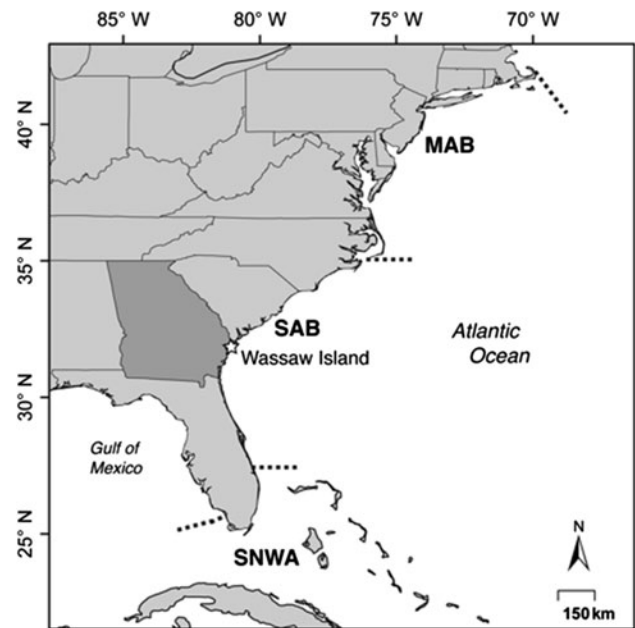 85° W
80° W
75° W
70° W
40° N
MAB
35° N
SAB
Wassaw Island
Atlantic
Ocean
30° N
Gulf of
Mexico
25° N
SNWA
N
150 km